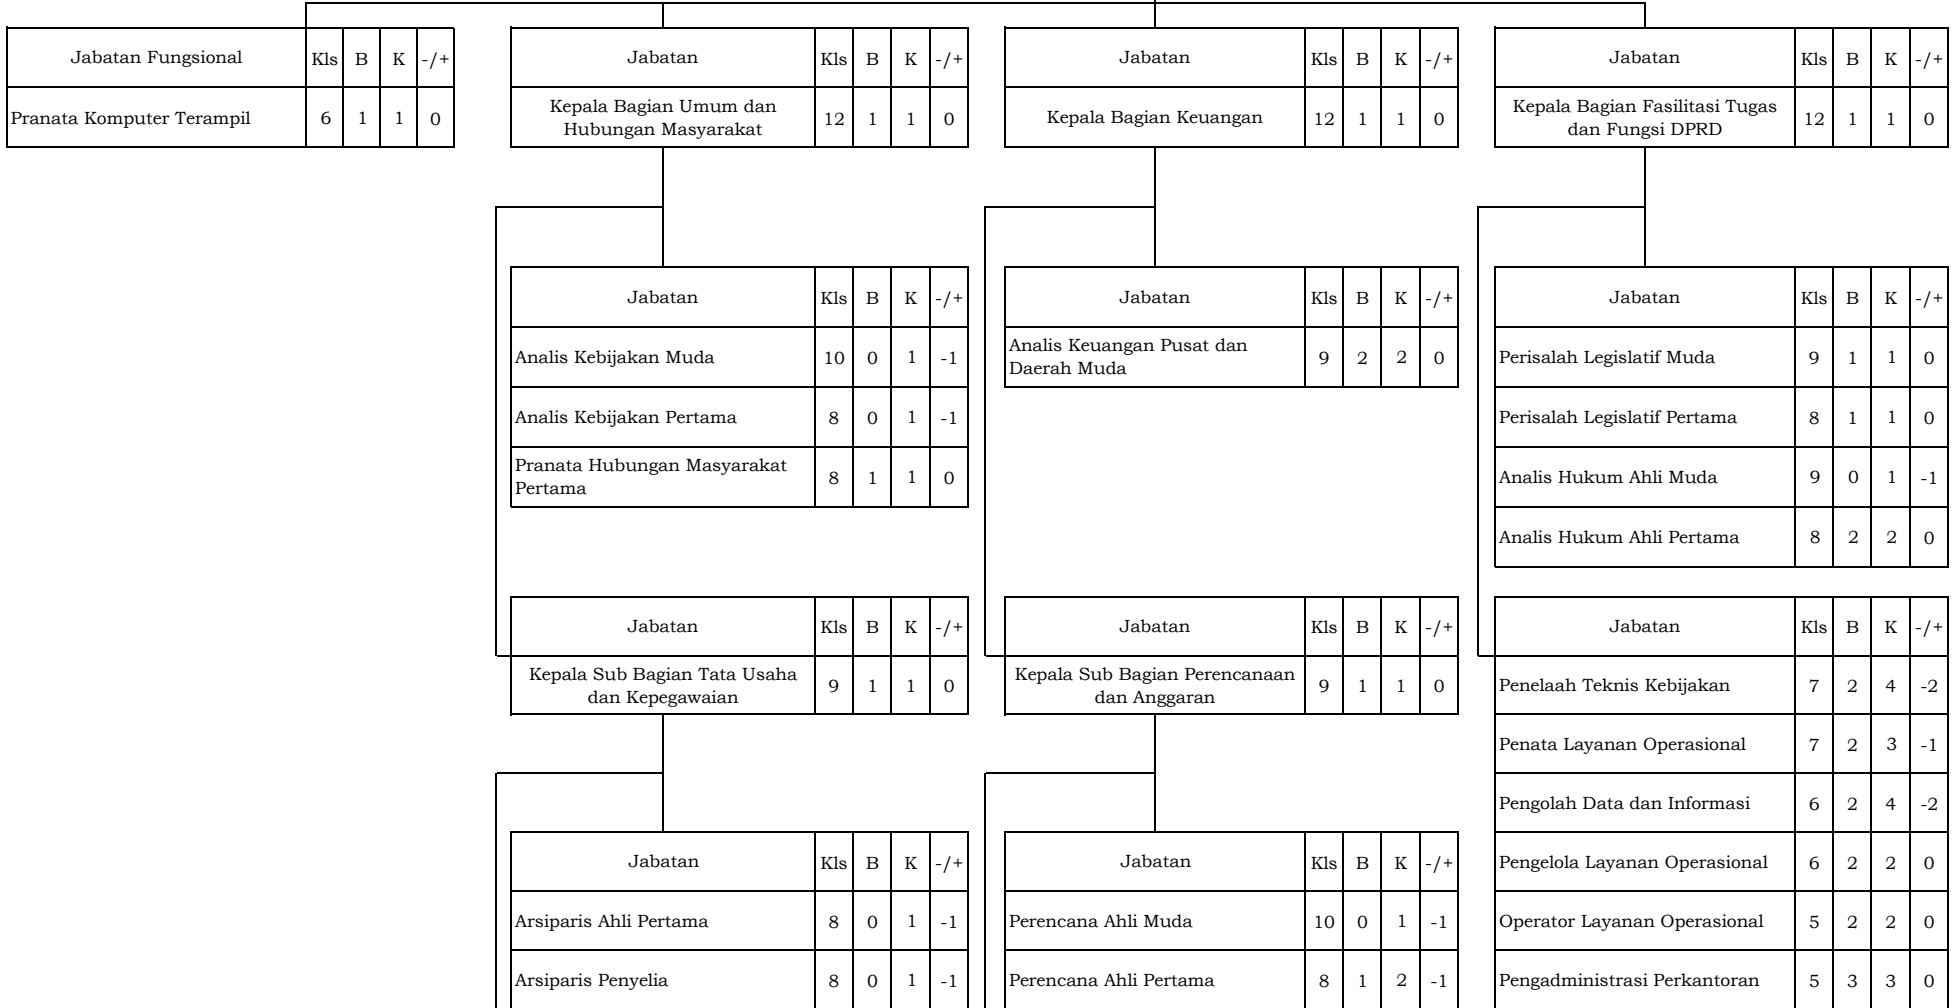 Jabatan Fungsional Kls B K -/+
Pranata Komputer Terampil 6 1 1 0
Jabatan Kls B K -/+
Kepala Bagian Umum dan
Hubungan Masyarakat 12 1 1 0
Jabatan Kls B K -/+
Kepala Bagian Keuangan 12 1 1 0
Jabatan Kls B K -/+
Kepala Bagian Fasilitasi Tugas
dan Fungsi DPRD 12 1 1 0
Jabatan Kls B K -/+
Analis Kebijakan Muda 10 0 1 -1
Analis Kebijakan Pertama 8 0 1 -1
Pranata Hubungan Masyarakat
Pertama 8 1 1 0
Jabatan Kls B K -/+
Analis Keuangan Pusat dan
Daerah Muda 9 2 2 0
Jabatan Kls B K -/+
Perisalah Legislatif Muda 9 1 1 0
Perisalah Legislatif Pertama 8 1 1 0
Analis Hukum Ahli Muda 9 0 1 -1
Analis Hukum Ahli Pertama 8 2 2 0
Jabatan Kls B K -/+
Kepala Sub Bagian Tata Usaha
dan Kepegawaian 9 1 1 0
Jabatan Kls B K -/+
Kepala Sub Bagian Perencanaan
dan Anggaran 9 1 1 0
Jabatan Kls B K -/+
Penelaah Teknis Kebijakan 7 2 4 -2
Penata Layanan Operasional 7 2 3 -1
Pengolah Data dan Informasi 6 2 4 -2
Pengelola Layanan Operasional 6 2 2 0
Operator Layanan Operasional 5 2 2 0
Pengadministrasi Perkantoran 5 3 3 0
Jabatan Kls B K -/+
Arsiparis Ahli Pertama 8 0 1 -1
Arsiparis Penyelia 8 0 1 -1
Jabatan Kls B K -/+
Perencana Ahli Muda 10 0 1 -1
Perencana Ahli Pertama 8 1 2 -1